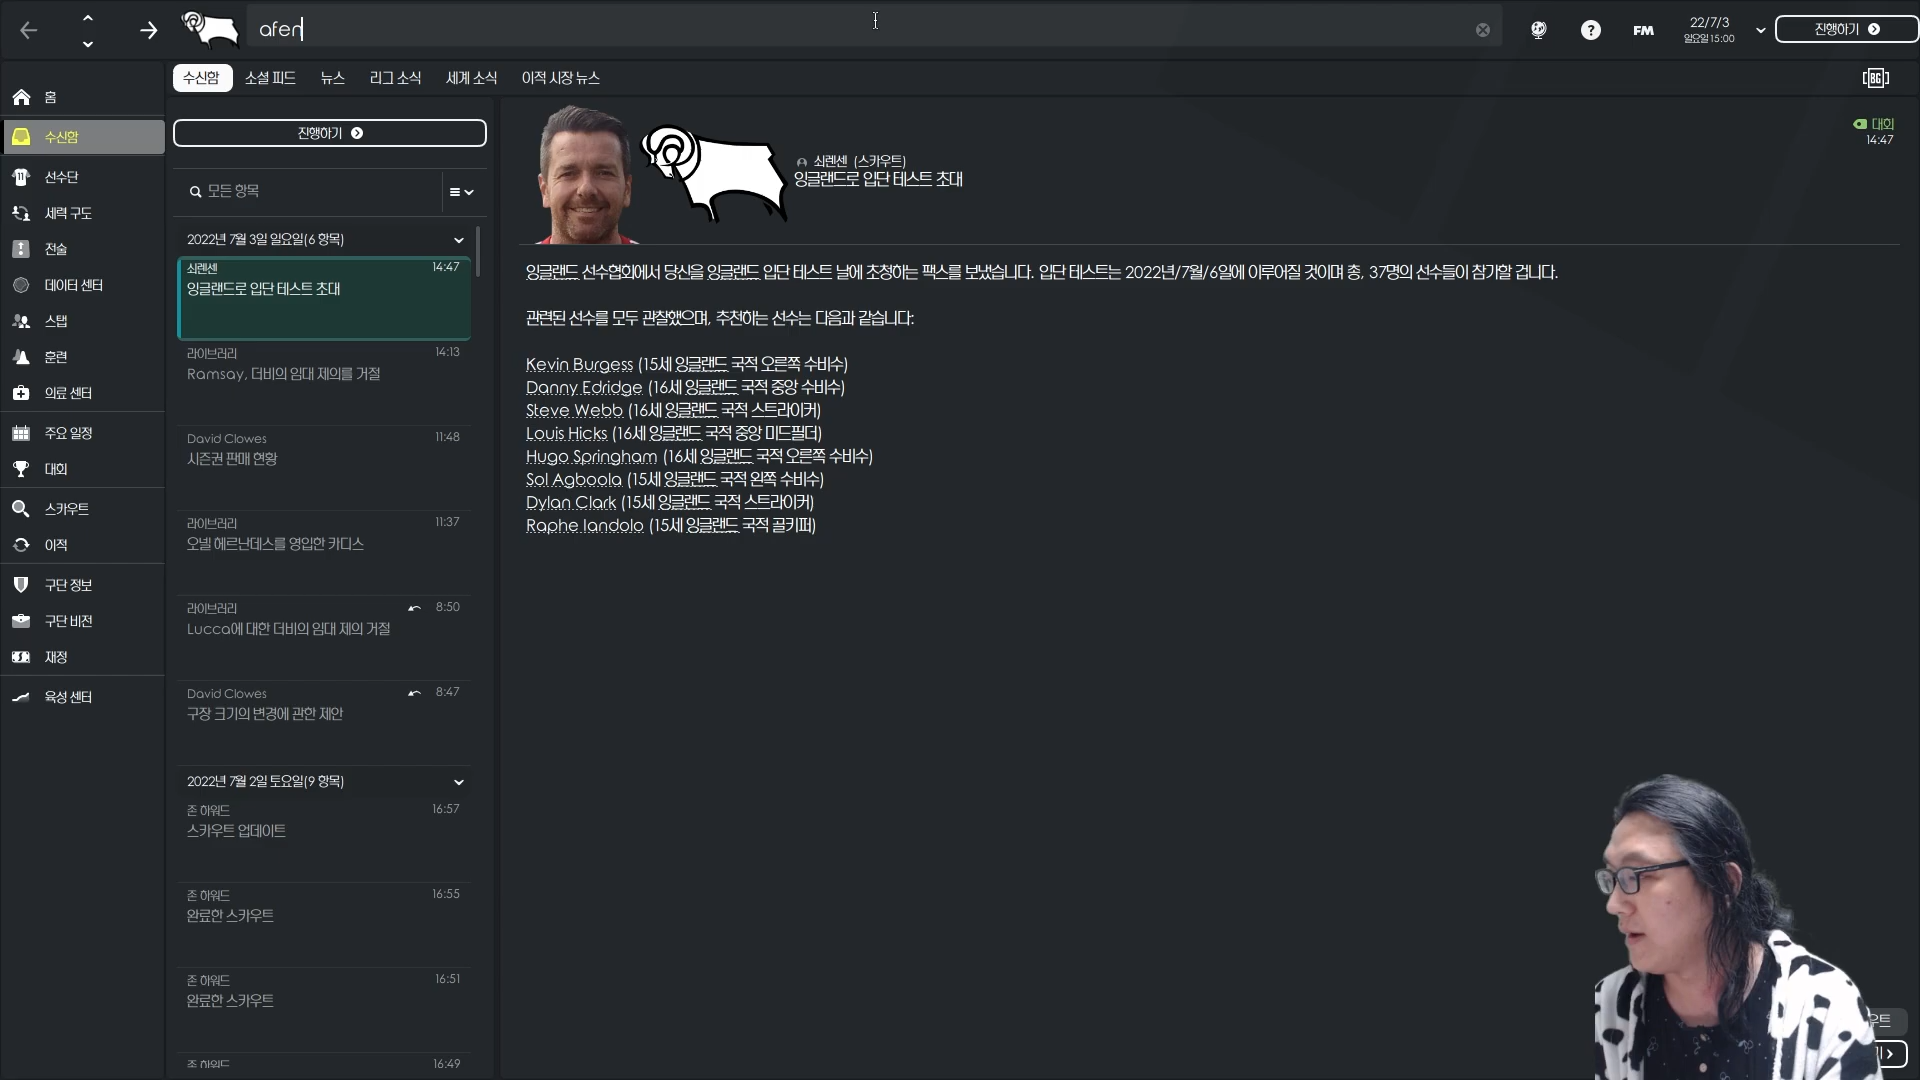 afen
FM
22/7/3
일요일 15:00
진행하기
수신함
소셜 피드
뉴스
리그 소식
세계 소식
이적 시장 뉴스
[BG]
홈
수신함
선수단
세력 구도
전술
데이터 센터
스탭
훈련
의료 센터
주요 일정
대회
스카우트
이적
구단 정보
구단 비전
재정
육성 센터
진행하기
모든 항목
2022년 7월 3일 일요일(6 항목)
쇠렌센 14:47
잉글랜드로 입단 테스트 초대
라이브러리 14:13
Ramsay, 더비의 임대 제의를 거절
David Clowes 11:48
시즌권 판매 현황
라이브러리 11:37
오넬 에르난데스를 영입한 카디스
라이브러리 8:50
Lucca에 대한 더비의 임대 제의 거절
David Clowes 8:47
구장 크기의 변경에 관한 제안
2022년 7월 2일 토요일(9 항목)
존 하워드 16:57
스카우트 업데이트
존 하워드 16:55
완료한 스카우트
존 하워드 16:51
완료한 스카우트
존 하워드 16:49
쇠렌센 (스카우트)
잉글랜드로 입단 테스트 초대
대회
14:47
잉글랜드 선수협회에서 당신을 잉글랜드 입단 테스트 날에 초청하는 팩스를 보냈습니다. 입단 테스트는 2022년/7월/6일에 이루어질 것이며 총, 37명의 선수들이 참가할 겁니다.
관련된 선수를 모두 관찰했으며, 추천하는 선수는 다음과 같습니다:
Kevin Burgess (15세 잉글랜드 국적 오른쪽 수비수)
Danny Edridge (16세 잉글랜드 국적 중앙 수비수)
Steve Webb (16세 잉글랜드 국적 스트라이커)
Louis Hicks (16세 잉글랜드 국적 중앙 미드필더)
Hugo Springham (16세 잉글랜드 국적 오른쪽 수비수)
Sol Agboola (15세 잉글랜드 국적 왼쪽 수비수)
Dylan Clark (15세 잉글랜드 국적 스트라이커)
Raphe Iandolo (15세 잉글랜드 국적 골키퍼)
우트